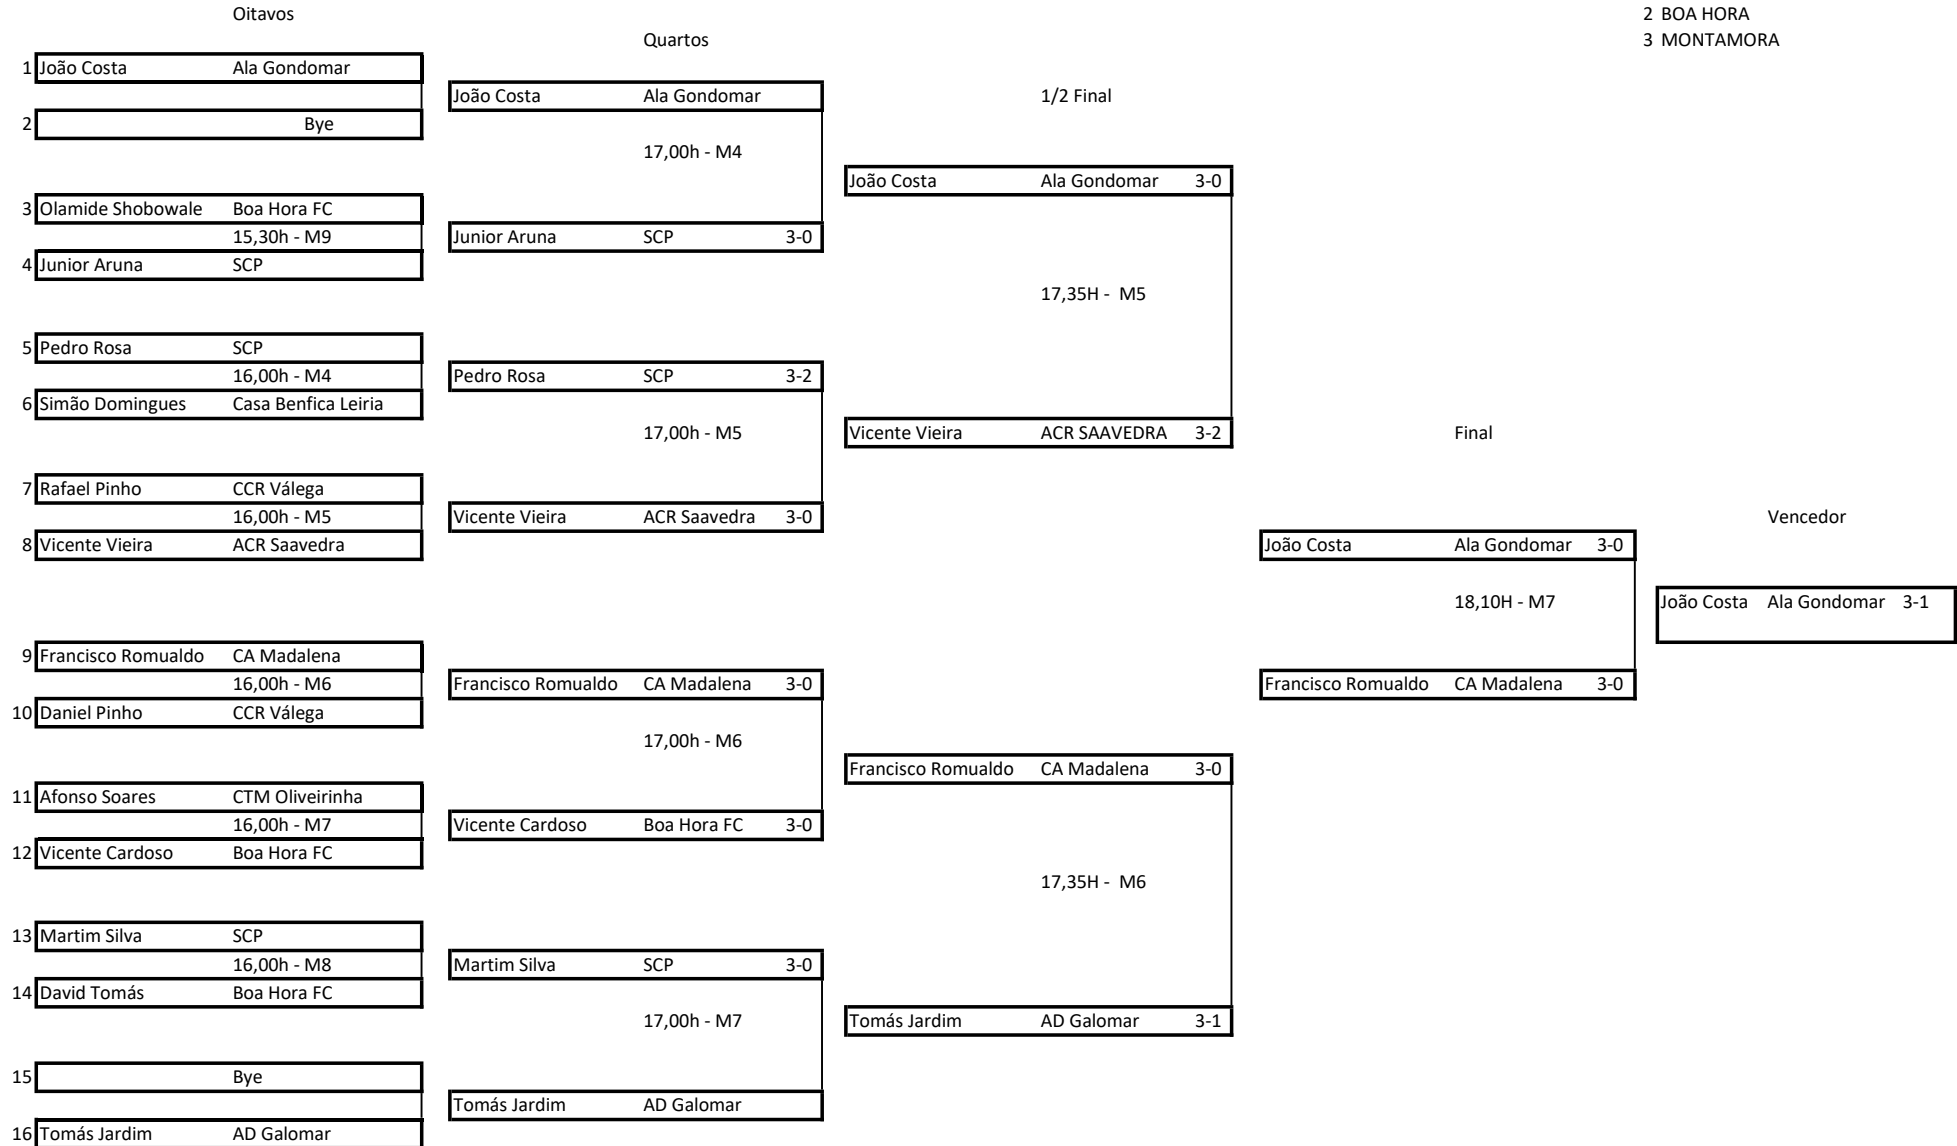 Oitavos 2 BOA HORA
Quartos 3 MONTAMORA
1 João Costa Ala Gondomar
João Costa Ala Gondomar 1/2 Final
2 Bye
17,00h - M4
João Costa Ala Gondomar 3-0
3 Olamide Shobowale Boa Hora FC
15,30h - M9 Junior Aruna SCP 3-0
4 Junior Aruna SCP
17,35H - M5
5 Pedro Rosa SCP
16,00h - M4 Pedro Rosa SCP 3-2
6 Simão Domingues Casa Benfica Leiria
17,00h - M5 Vicente Vieira ACR SAAVEDRA 3-2 Final
7 Rafael Pinho CCR Válega
16,00h - M5 Vicente Vieira ACR Saavedra 3-0 Vencedor
8 Vicente Vieira ACR Saavedra João Costa Ala Gondomar 3-0
18,10H - M7 João Costa Ala Gondomar 3-1
9 Francisco Romualdo CA Madalena
16,00h - M6 Francisco Romualdo CA Madalena 3-0 Francisco Romualdo CA Madalena 3-0
10 Daniel Pinho CCR Válega
17,00h - M6
Francisco Romualdo CA Madalena 3-0
11 Afonso Soares CTM Oliveirinha
16,00h - M7 Vicente Cardoso Boa Hora FC 3-0
12 Vicente Cardoso Boa Hora FC
17,35H - M6
13 Martim Silva SCP
16,00h - M8 Martim Silva SCP 3-0
14 David Tomás Boa Hora FC
17,00h - M7 Tomás Jardim AD Galomar 3-1
15 Bye
Tomás Jardim AD Galomar
16 Tomás Jardim AD Galomar